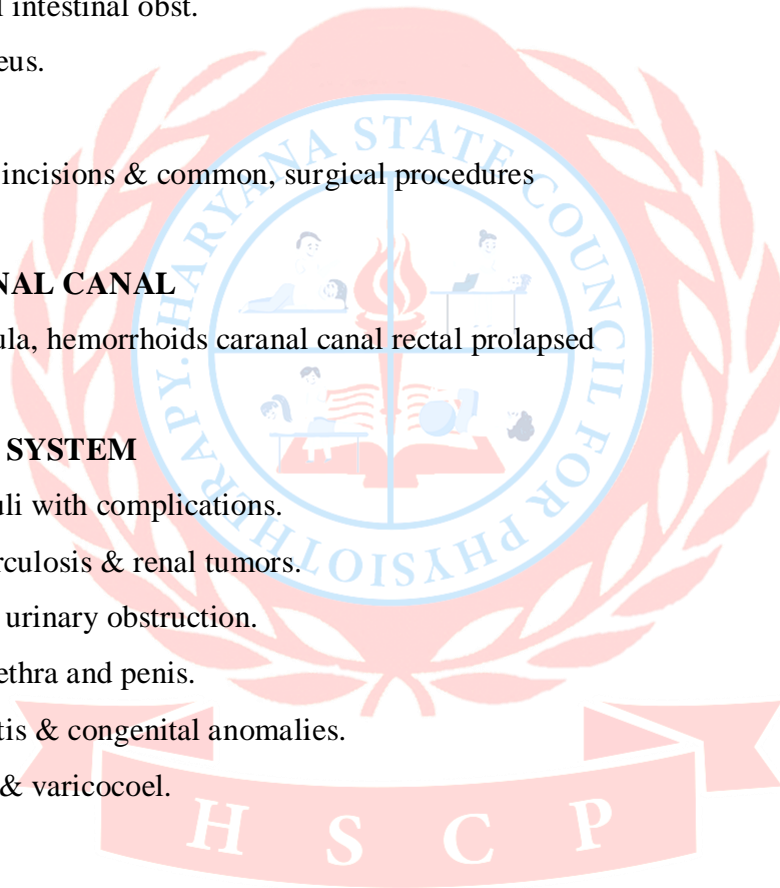 intestinal obst.
eus.
incisions & common, surgical procedures
NAL CANAL
ula, hemorrhoids caranal canal rectal prolapsed
SYSTEM
uli with complications.
rculosis & renal tumors.
urinary obstruction.
ethra and penis.
tis & congenital anomalies.
& varicocoel.
HARYANA STATE COUNCIL FOR PHYSIOTHERAPY.
H S C P